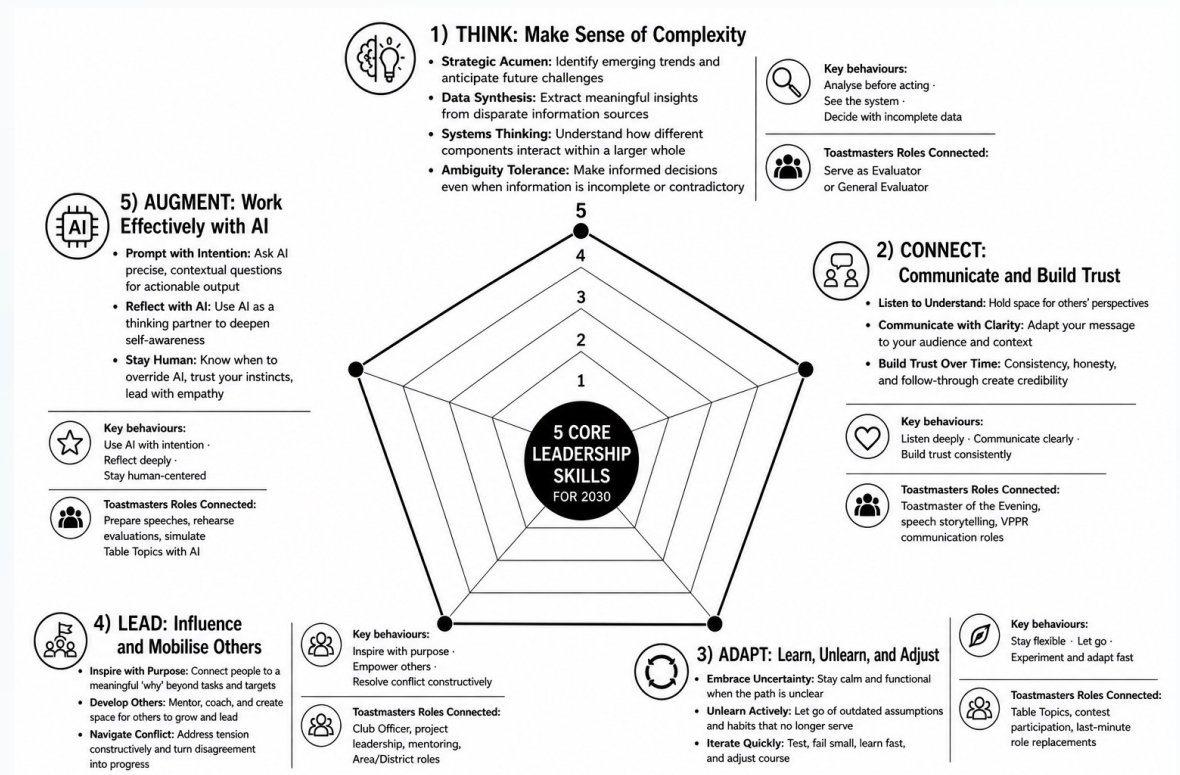 1) THINK: Make Sense of Complexity
• Strategic Acumen: Identify emerging trends and
anticipate future challenges
• Data Synthesis: Extract meaningful insights
from disparate information sources
• Systems Thinking: Understand how different
components interact within a larger whole
• Ambiguity Tolerance: Make informed decisions
even when information is incomplete or contradictory
Key behaviours:
Analyse before acting ·
See the system ·
Decide with incomplete data
Toastmasters Roles Connected:
Serve as Evaluator
or General Evaluator
2) CONNECT:
Communicate and Build Trust
• Listen to Understand: Hold space for others' perspectives
• Communicate with Clarity: Adapt your message
to your audience and context
• Build Trust Over Time: Consistency, honesty,
and follow-through create credibility
Key behaviours:
Listen deeply · Communicate clearly ·
Build trust consistently
Toastmasters Roles Connected:
Toastmaster of the Evening,
speech storytelling, VPPR
communication roles
3) ADAPT: Learn, Unlearn, and Adjust
• Embrace Uncertainty: Stay calm and functional
when the path is unclear
• Unlearn Actively: Let go of outdated assumptions
and habits that no longer serve
• Iterate Quickly: Test, fail small, learn fast,
and adjust course
Key behaviours:
Stay flexible · Let go ·
Experiment and adapt fast
Toastmasters Roles Connected:
Table Topics, contest
participation, last-minute
role replacements
4) LEAD: Influence
and Mobilise Others
• Inspire with Purpose: Connect people to a
meaningful 'why' beyond tasks and targets
• Develop Others: Mentor, coach, and create
space for others to grow and lead
• Navigate Conflict: Address tension
constructively and turn disagreement
into progress
Key behaviours:
Inspire with purpose ·
Empower others ·
Resolve conflict constructively
Toastmasters Roles Connected:
Club Officer, project
leadership, mentoring,
Area/District roles
AI
5) AUGMENT: Work
Effectively with AI
• Prompt with Intention: Ask AI
precise, contextual questions
for actionable output
• Reflect with AI: Use AI as a
thinking partner to deepen
self-awareness
• Stay Human: Know when to
override AI, trust your instincts,
lead with empathy
Key behaviours:
Use AI with intention ·
Reflect deeply ·
Stay human-centered
Toastmasters Roles Connected:
Prepare speeches, rehearse
evaluations, simulate
Table Topics with AI
5
4
3
2
1
5 CORE
LEADERSHIP
SKILLS
FOR 2030